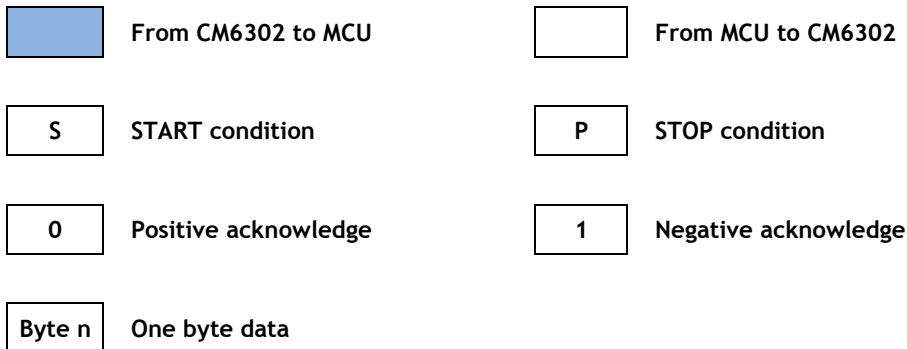 From CM6302 to MCU
From MCU to CM6302
S START condition
P STOP condition
0 Positive acknowledge
1 Negative acknowledge
Byte n One byte data